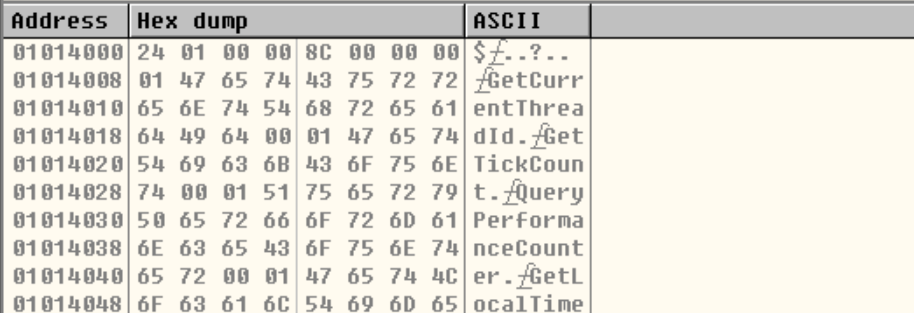 Address Hex dump ASCII
01014000 24 01 00 00 8C 00 00 00 $ƒ..?..
01014008 01 47 65 74 43 75 72 72 ƒGetCurr
01014010 65 6E 74 54 68 72 65 61 entThrea
01014018 64 49 64 00 01 47 65 74 dId.ƒGet
01014020 54 69 63 6B 43 6F 75 6E TickCoun
01014028 74 00 01 51 75 65 72 79 t.ƒQuery
01014030 50 65 72 66 6F 72 6D 61 Performa
01014038 6E 63 65 43 6F 75 6E 74 nceCount
01014040 65 72 00 01 47 65 74 4C er.ƒGetL
01014048 6F 63 61 6C 54 69 6D 65 ocalTime